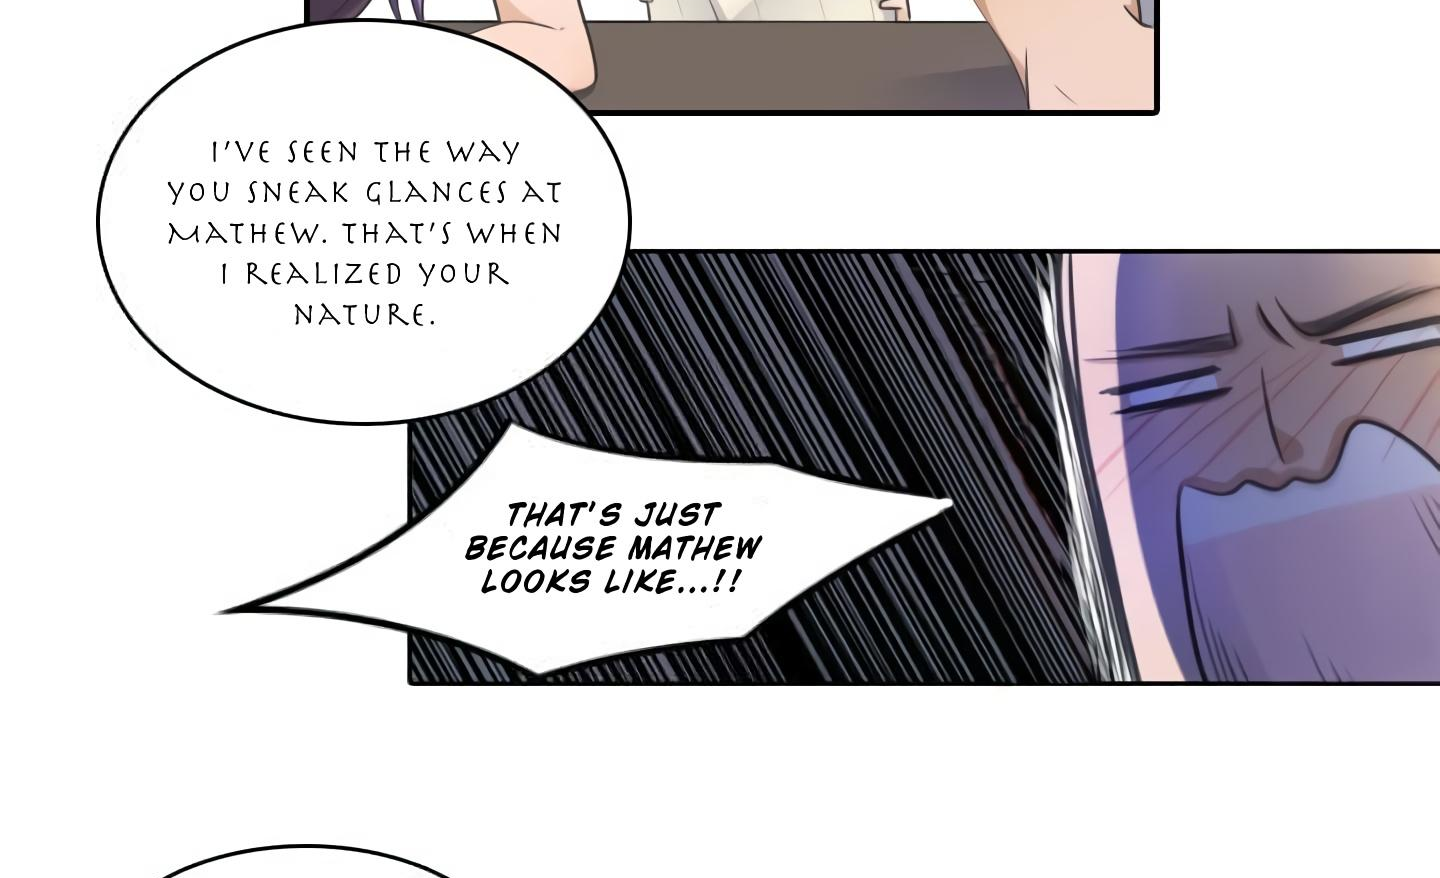 I'VE SEEN THE WAY
YOU SNEAK GLANCES AT
MATHEW. THAT'S WHEN
I REALIZED YOUR
NATURE.
THAT'S JUST
BECAUSE MATHEW
LOOKS LIKE...!!